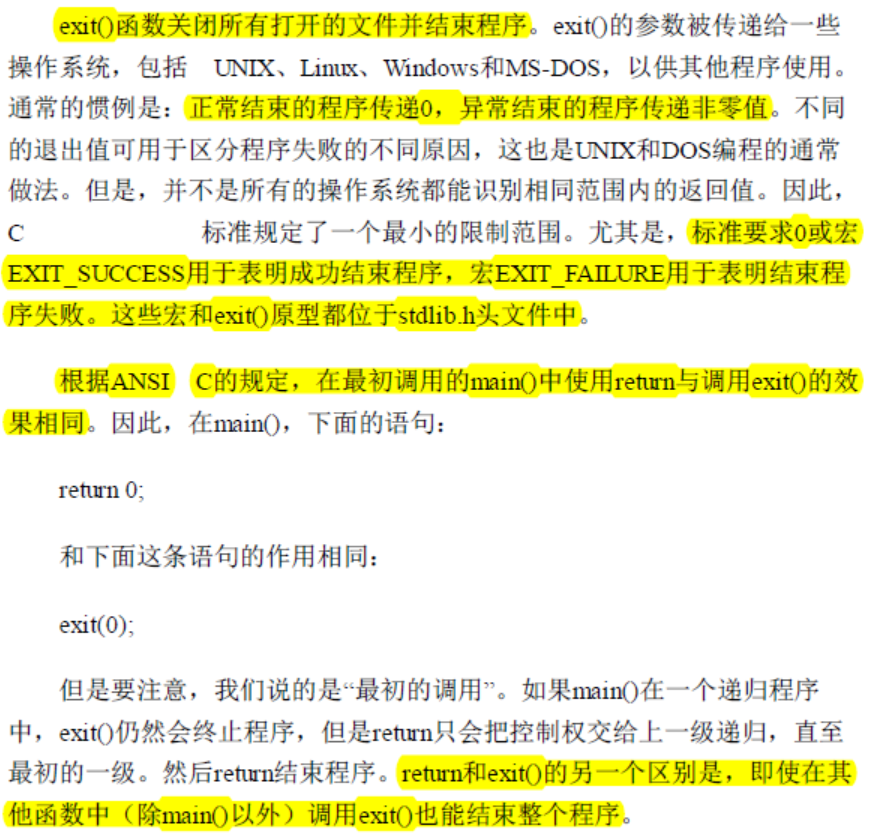 exit()函数关闭所有打开的文件并结束程序。exit()的参数被传递给一些
操作系统，包括 UNIX、Linux、Windows和MS-DOS，以供其他程序使用。
通常的惯例是：正常结束的程序传递0，异常结束的程序传递非零值。不同
的退出值可用于区分程序失败的不同原因，这也是UNIX和DOS编程的通常
做法。但是，并不是所有的操作系统都能识别相同范围内的返回值。因此，
C 标准规定了一个最小的限制范围。尤其是，标准要求0或宏
EXIT_SUCCESS用于表明成功结束程序，宏EXIT_FAILURE用于表明结束程
序失败。这些宏和exit()原型都位于stdlib.h头文件中。
根据ANSI C的规定，在最初调用的main()中使用return与调用exit()的效
果相同。因此，在main()，下面的语句：
return 0;
和下面这条语句的作用相同：
exit(0);
但是要注意，我们说的是“最初的调用”。如果main()在一个递归程序
中，exit()仍然会终止程序，但是return只会把控制权交给上一级递归，直至
最初的一级。然后return结束程序。return和exit()的另一个区别是，即使在其
他函数中（除main()以外）调用exit()也能结束整个程序。